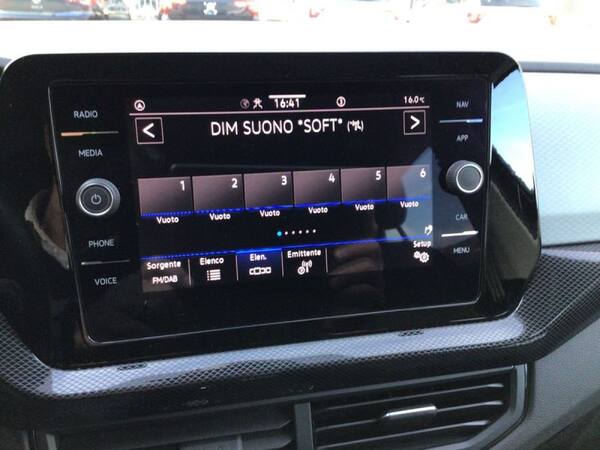 RADIO
MEDIA
PHONE
VOICE
16:41
16.0°C
< DIM SUONO *SOFT* >
1 2 3 4 5 6
Vuoto Vuoto Vuoto Vuoto Vuoto Vuoto
Setup
Sorgente Elenco Elen. Emittente
FM/DAB
NAV
APP
CAR
MENU